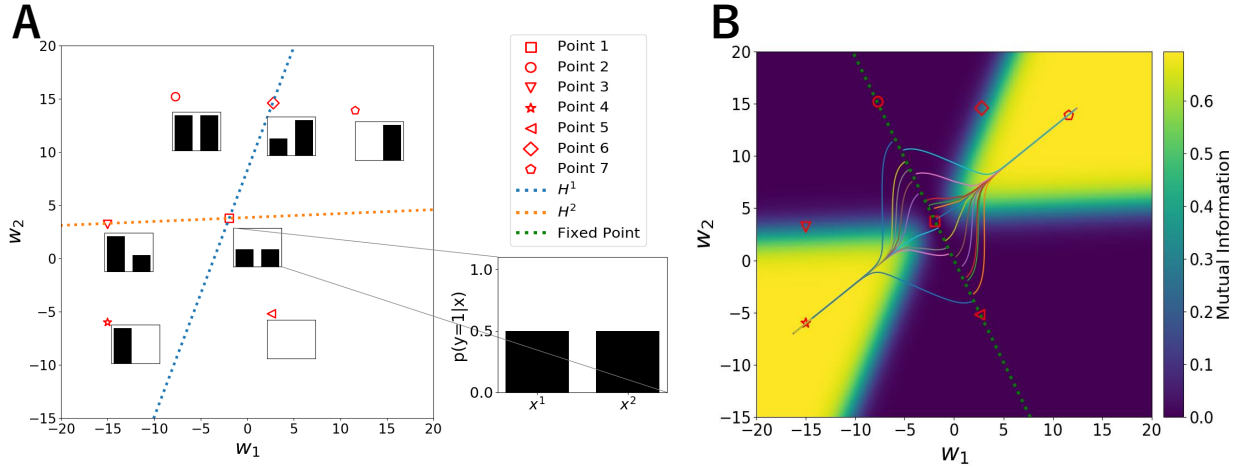 A
20
15
10
5
0
−5
−10
−15
−20
−15
−10
−5
0
5
10
15
20
w₂
w₁
Point 1
Point 2
Point 3
Point 4
Point 5
Point 6
Point 7
H¹
H²
Fixed Point
1.0
0.5
0.0
p(y=1|x)
x¹
x²
B
20
15
10
5
0
−5
−10
−15
−20
−15
−10
−5
0
5
10
15
20
w₂
w₁
0.6
0.5
0.4
0.3
0.2
0.1
0.0
Mutual Information